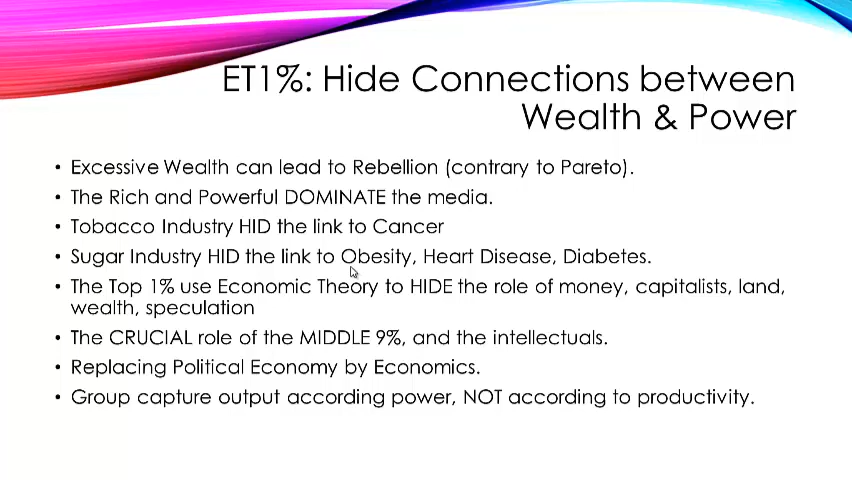 ET1%: Hide Connections between
Wealth & Power
• Excessive Wealth can lead to Rebellion (contrary to Pareto).
• The Rich and Powerful DOMINATE the media.
• Tobacco Industry HID the link to Cancer
• Sugar Industry HID the link to Obesity, Heart Disease, Diabetes.
• The Top 1% use Economic Theory to HIDE the role of money, capitalists, land,
wealth, speculation
• The CRUCIAL role of the MIDDLE 9%, and the intellectuals.
• Replacing Political Economy by Economics.
• Group capture output according power, NOT according to productivity.